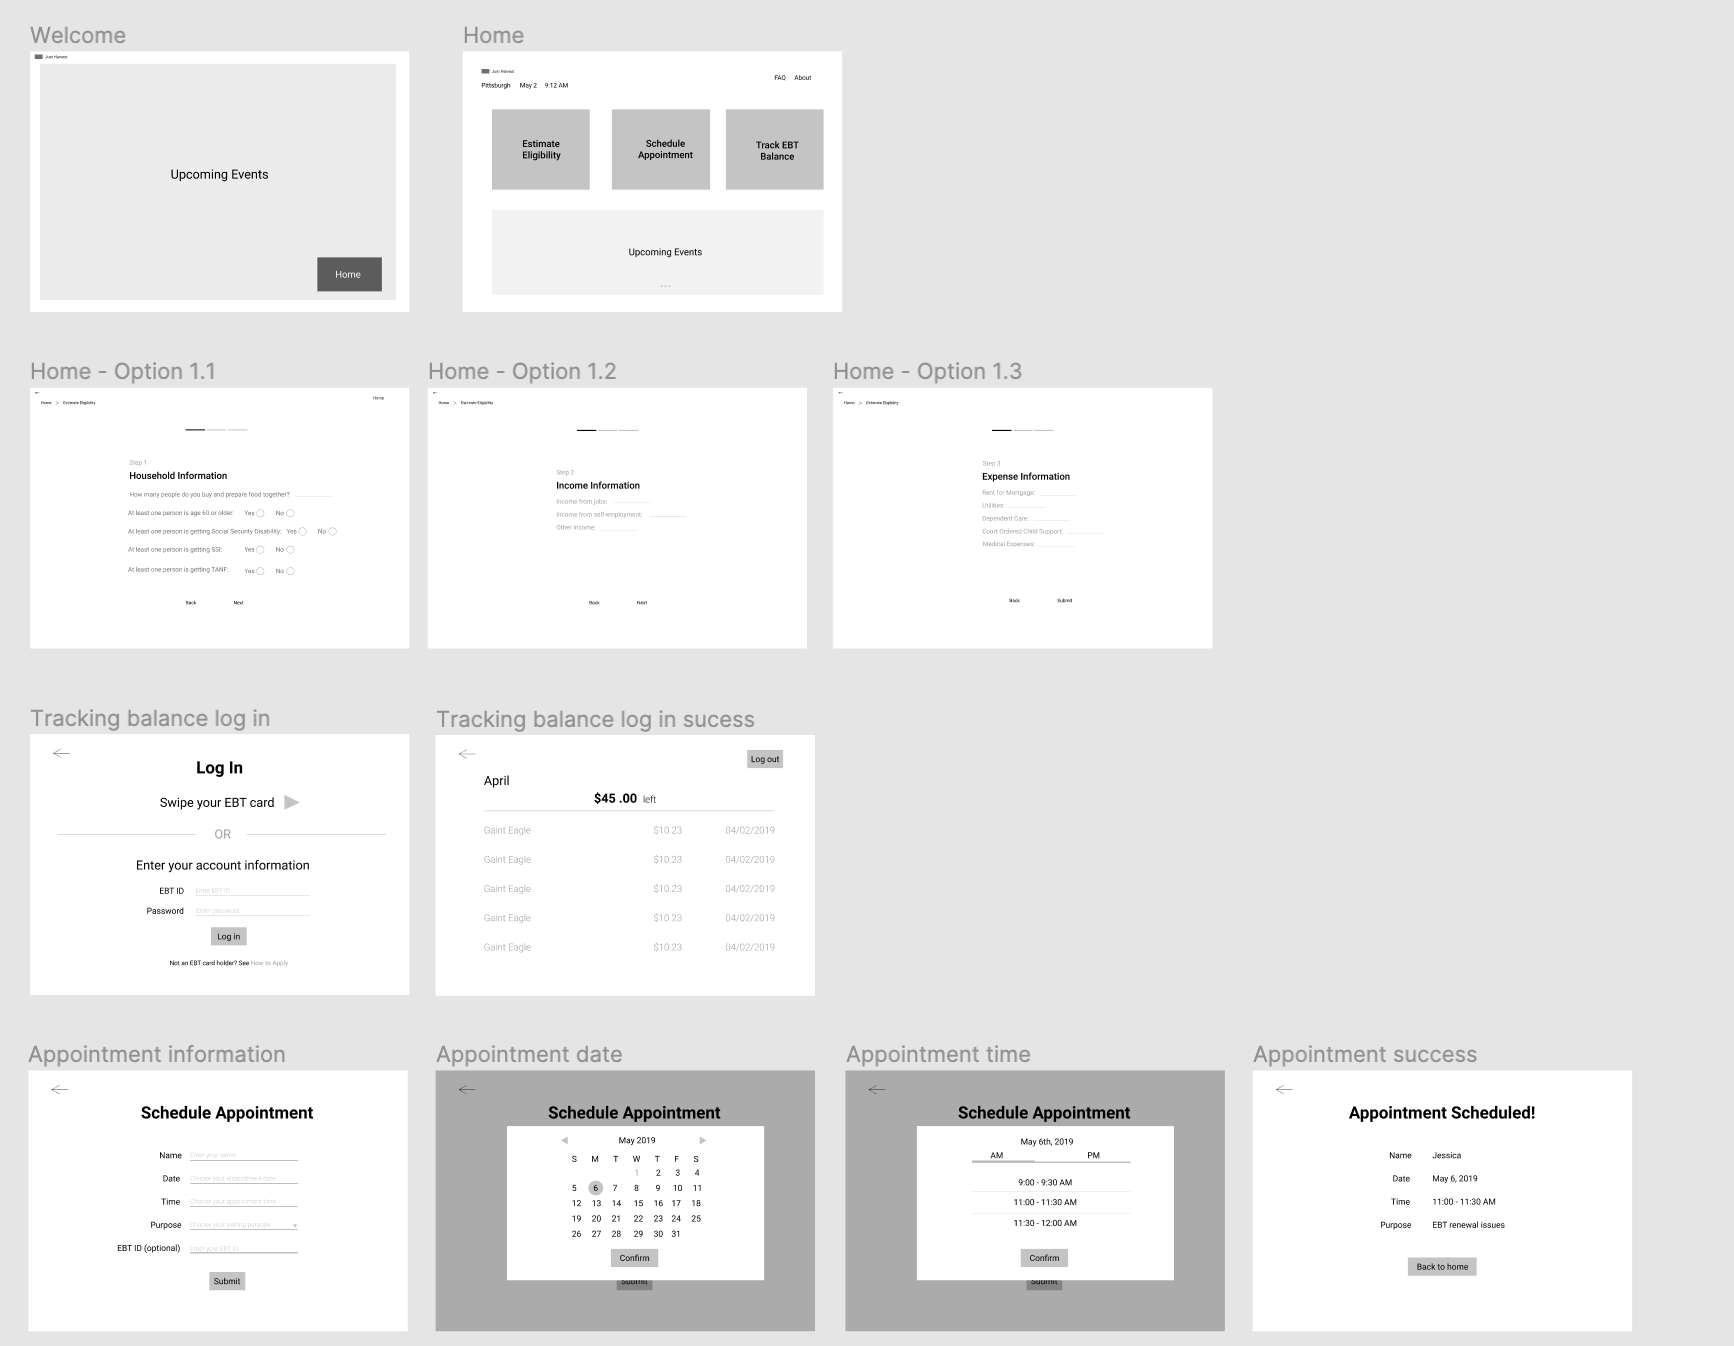 Welcome
Just Harvest
Upcoming Events
Home
Home
Just Harvest
Pittsburgh May 2 9:12 AM
FAQ About
Estimate
Eligibility
Schedule
Appointment
Track EBT
Balance
Upcoming Events
...
Home - Option 1.1
Home > Estimate Eligibility
Home
Step 1
Household Information
How many people do you buy and prepare food together?
At least one person is age 60 or older: Yes No
At least one person is getting Social Security Disability: Yes No
At least one person is getting SSI: Yes No
At least one person is getting TANF: Yes No
Back Next
Home - Option 1.2
Home > Estimate Eligibility
Step 2
Income Information
Income from jobs:
Income from self-employment:
Other income:
Back Next
Home - Option 1.3
Home > Estimate Eligibility
Step 3
Expense Information
Rent for Mortgage:
Utilities:
Dependent Care:
Court Ordered Child Support:
Medical Expenses:
Back Submit
Tracking balance log in
Log In
Swipe your EBT card
OR
Enter your account information
EBT ID Enter EBT ID
Password Enter password
Log in
Not an EBT card holder? See How to Apply
Tracking balance log in sucess
Log out
April
$45 .00 left
Gaint Eagle $10.23 04/02/2019
Gaint Eagle $10.23 04/02/2019
Gaint Eagle $10.23 04/02/2019
Gaint Eagle $10.23 04/02/2019
Gaint Eagle $10.23 04/02/2019
Appointment information
Schedule Appointment
Name Enter your name
Date Choose your appointment date
Time Choose your appointment time
Purpose Choose your visiting purpose
EBT ID (optional) Enter your EBT ID
Submit
Appointment date
Schedule Appointment
May 2019
S M T W T F S
1 2 3 4
5 6 7 8 9 10 11
12 13 14 15 16 17 18
19 20 21 22 23 24 25
26 27 28 29 30 31
Confirm
Submit
Appointment time
Schedule Appointment
May 6th, 2019
AM PM
9:00 - 9:30 AM
11:00 - 11:30 AM
11:30 - 12:00 AM
Confirm
Submit
Appointment success
Appointment Scheduled!
Name Jessica
Date May 6, 2019
Time 11:00 - 11:30 AM
Purpose EBT renewal issues
Back to home